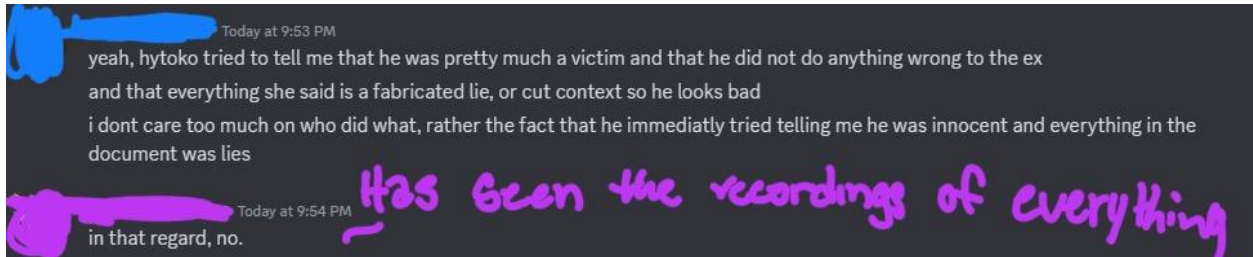 Today at 9:53 PM
yeah, hytoko tried to tell me that he was pretty much a victim and that he did not do anything wrong to the ex
and that everything she said is a fabricated lie, or cut context so he looks bad
i dont care too much on who did what, rather the fact that he immediatly tried telling me he was innocent and everything in the
document was lies
Today at 9:54 PM
Has seen the recordings of everything
in that regard, no.